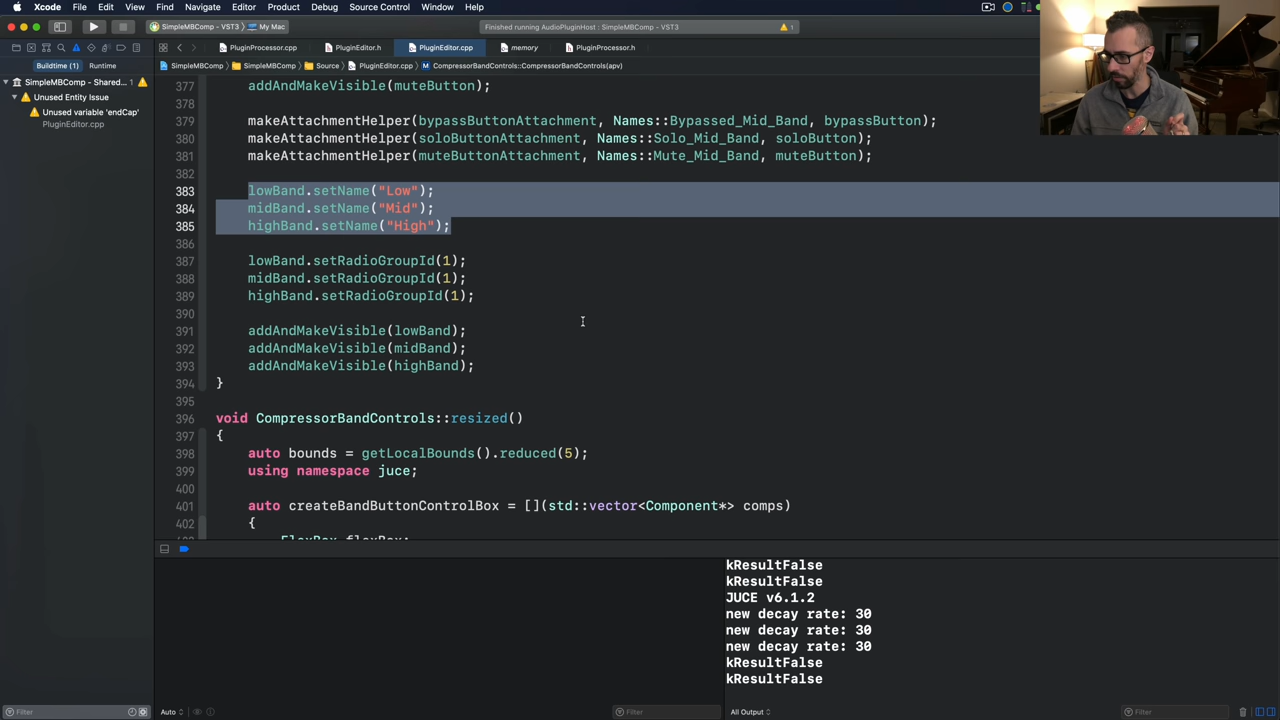 Xcode File Edit View Find Navigate Editor Product Debug Source Control Window Help
SimpleMBComp - VST3 My Mac Finished running AudioPluginHost : VST3 1
PluginProcessor.cpp PluginEditor.h PluginEditor.cpp memory PluginProcessor.h
Buildtime (1) Runtime SimpleMBComp SimpleMBComp Source PluginEditor.cpp CompressorBandControls::CompressorBandControls(apv)
SimpleMBComp - Shared... 1
Unused Entity Issue
Unused variable 'endCap'
PluginEditor.cpp
377 addAndMakeVisible(muteButton);
378
379 makeAttachmentHelper(bypassButtonAttachment, Names::Bypassed_Mid_Band, bypassButton);
380 makeAttachmentHelper(soloButtonAttachment, Names::Solo_Mid_Band, soloButton);
381 makeAttachmentHelper(muteButtonAttachment, Names::Mute_Mid_Band, muteButton);
382
383 lowBand.setName("Low");
384 midBand.setName("Mid");
385 highBand.setName("High");
386
387 lowBand.setRadioGroupId(1);
388 midBand.setRadioGroupId(1);
389 highBand.setRadioGroupId(1);
390
391 addAndMakeVisible(lowBand);
392 addAndMakeVisible(midBand);
393 addAndMakeVisible(highBand);
394 }
395
396 void CompressorBandControls::resized()
397 {
398 auto bounds = getLocalBounds().reduced(5);
399 using namespace juce;
400
401 auto createBandButtonControlBox = [](std::vector<Component*> comps)
402 {
FlexBox flexBox;
kResultFalse
kResultFalse
JUCE v6.1.2
new decay rate: 30
new decay rate: 30
new decay rate: 30
kResultFalse
kResultFalse
Filter Auto Filter All Output Filter